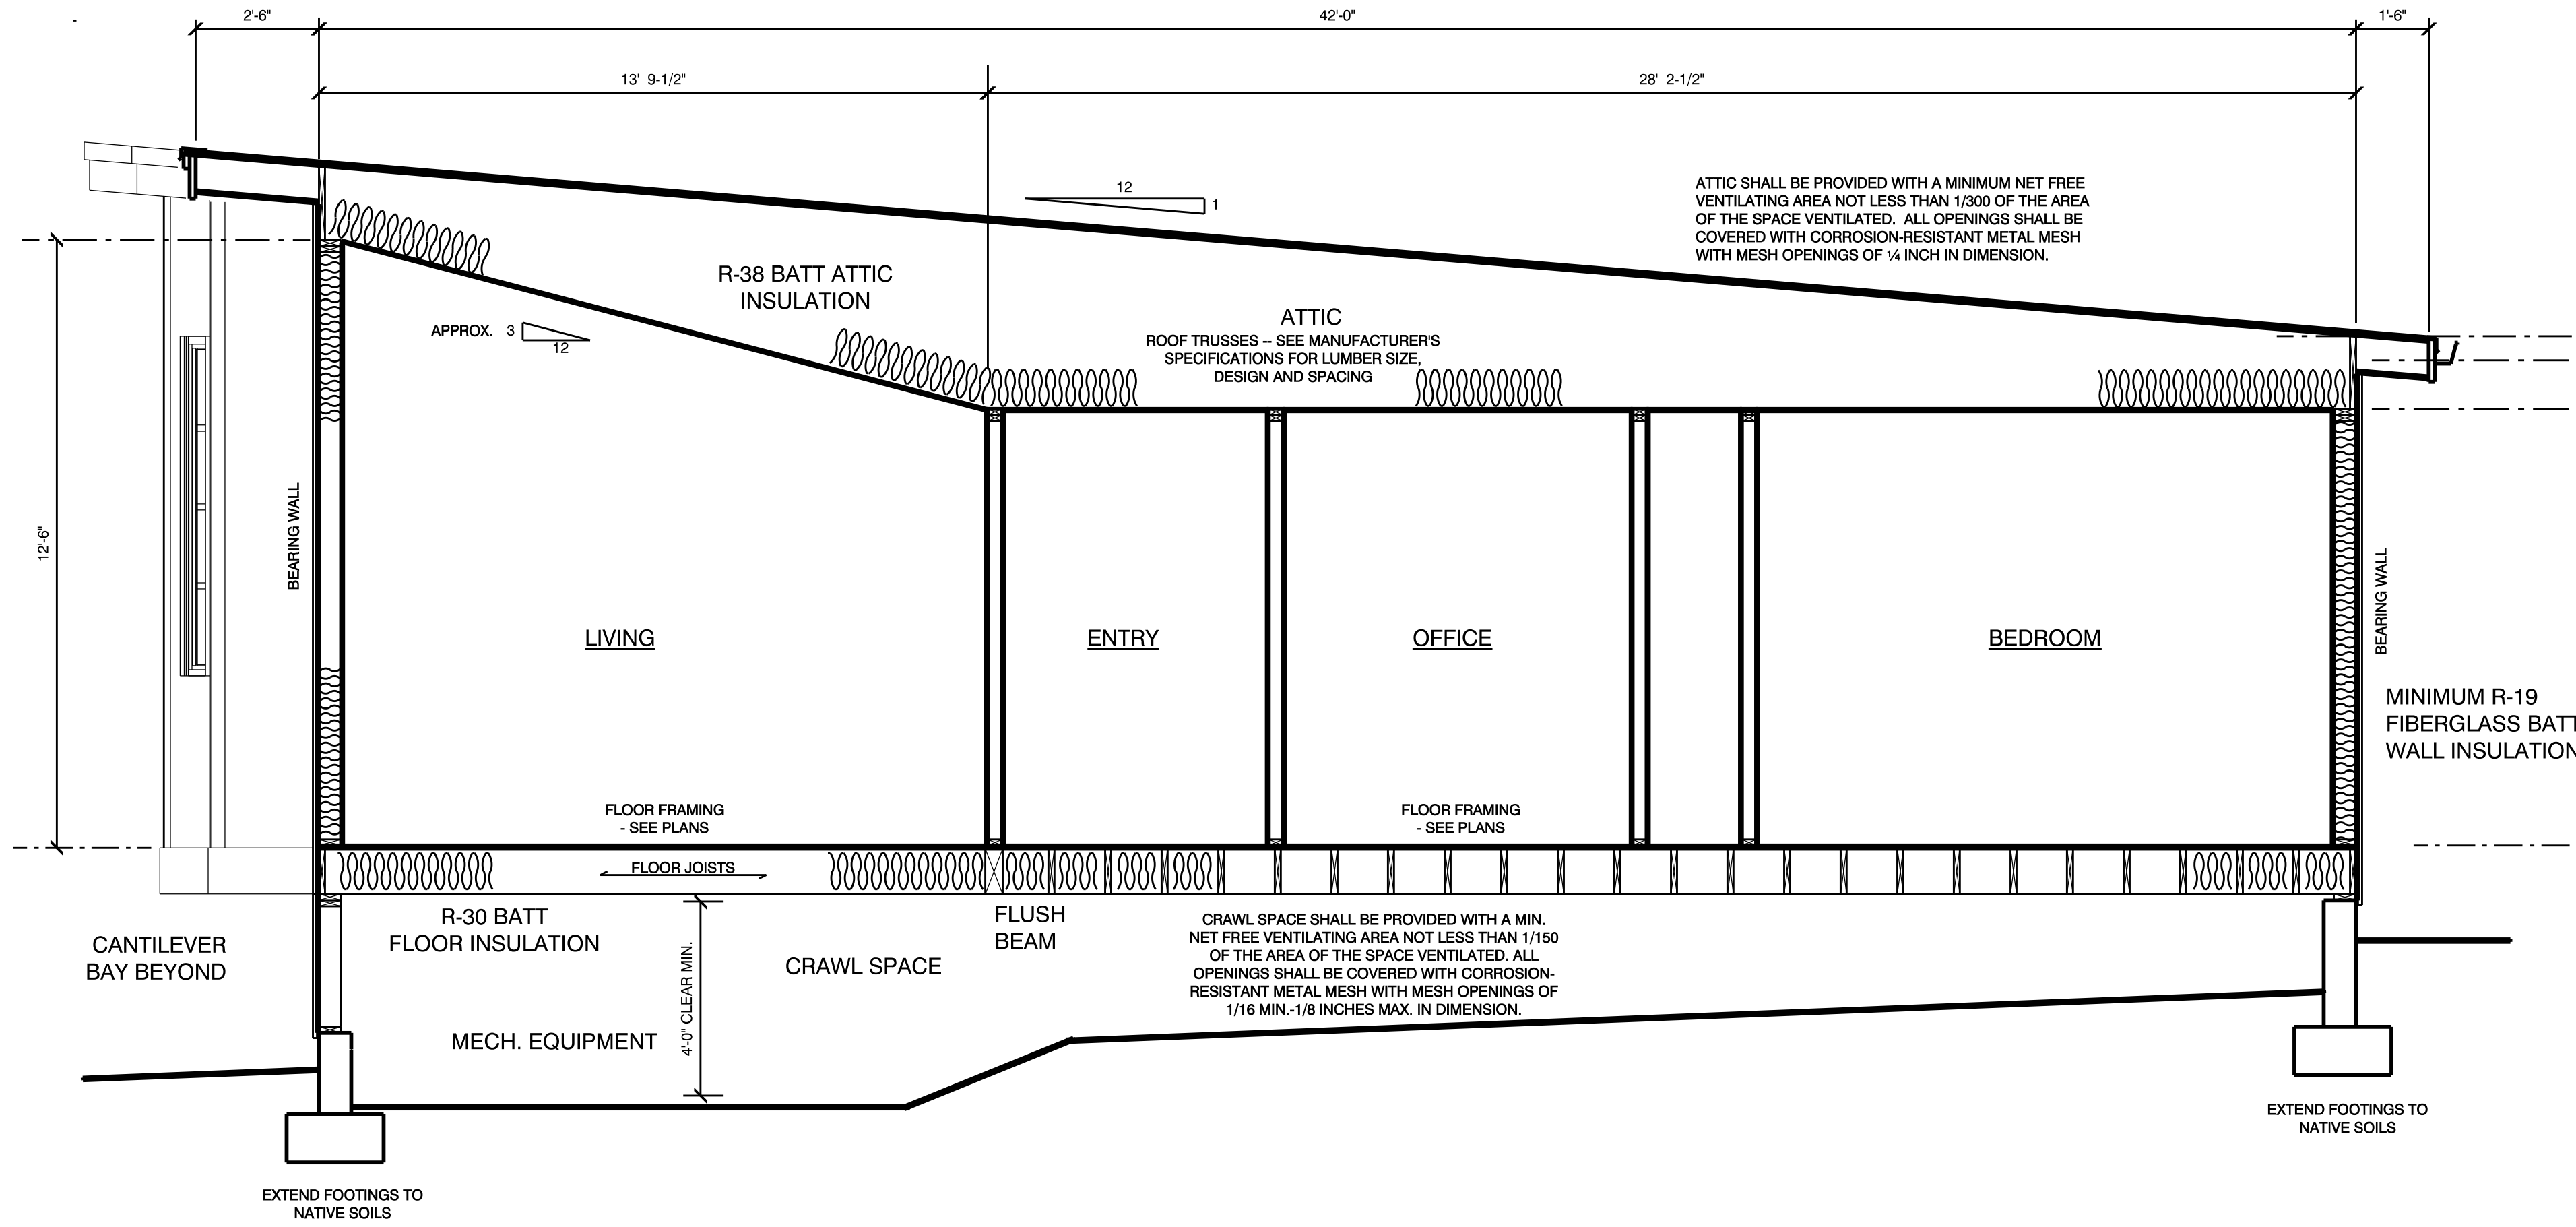 2'-6"
42'-0"
1'-6"
13' 9-1/2"
28' 2-1/2"
12
1
ATTIC SHALL BE PROVIDED WITH A MINIMUM NET FREE
VENTILATING AREA NOT LESS THAN 1/300 OF THE AREA
OF THE SPACE VENTILATED. ALL OPENINGS SHALL BE
COVERED WITH CORROSION-RESISTANT METAL MESH
WITH MESH OPENINGS OF ¼ INCH IN DIMENSION.
R-38 BATT ATTIC
INSULATION
APPROX.
3
12
ATTIC
ROOF TRUSSES -- SEE MANUFACTURER'S
SPECIFICATIONS FOR LUMBER SIZE,
DESIGN AND SPACING
12'-6"
BEARING WALL
BEARING WALL
LIVING
ENTRY
OFFICE
BEDROOM
MINIMUM R-19
FIBERGLASS BATT
WALL INSULATION
FLOOR FRAMING
- SEE PLANS
FLOOR FRAMING
- SEE PLANS
FLOOR JOISTS
R-30 BATT
FLOOR INSULATION
FLUSH
BEAM
CANTILEVER
BAY BEYOND
4'-0" CLEAR MIN.
CRAWL SPACE
CRAWL SPACE SHALL BE PROVIDED WITH A MIN.
NET FREE VENTILATING AREA NOT LESS THAN 1/150
OF THE AREA OF THE SPACE VENTILATED. ALL
OPENINGS SHALL BE COVERED WITH CORROSION-
RESISTANT METAL MESH WITH MESH OPENINGS OF
1/16 MIN.-1/8 INCHES MAX. IN DIMENSION.
MECH. EQUIPMENT
EXTEND FOOTINGS TO
NATIVE SOILS
EXTEND FOOTINGS TO
NATIVE SOILS